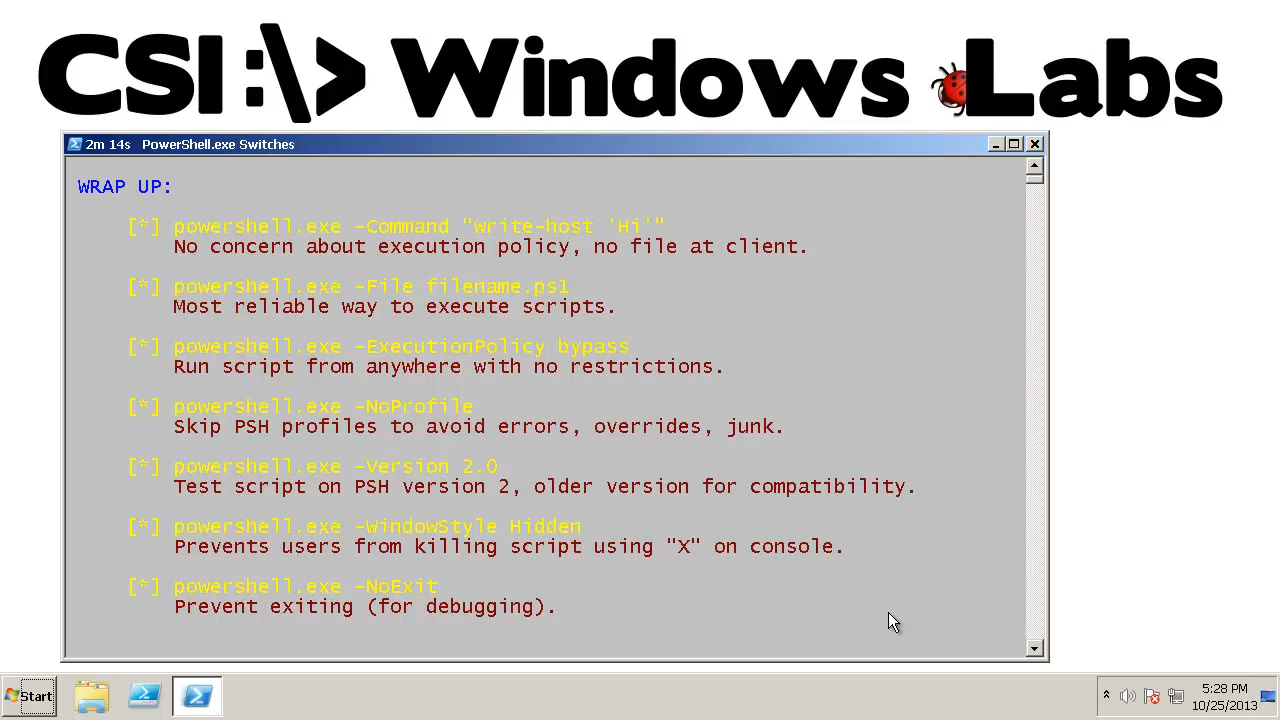 CSI:\> Windows Labs
2m 14s PowerShell.exe Switches
WRAP UP:
[*] powershell.exe -Command "write-host 'Hi'"
No concern about execution policy, no file at client.
[*] powershell.exe -File filename.ps1
Most reliable way to execute scripts.
[*] powershell.exe -ExecutionPolicy bypass
Run script from anywhere with no restrictions.
[*] powershell.exe -NoProfile
Skip PSH profiles to avoid errors, overrides, junk.
[*] powershell.exe -Version 2.0
Test script on PSH version 2, older version for compatibility.
[*] powershell.exe -WindowStyle Hidden
Prevents users from killing script using "X" on console.
[*] powershell.exe -NoExit
Prevent exiting (for debugging).
Start
5:28 PM
10/25/2013